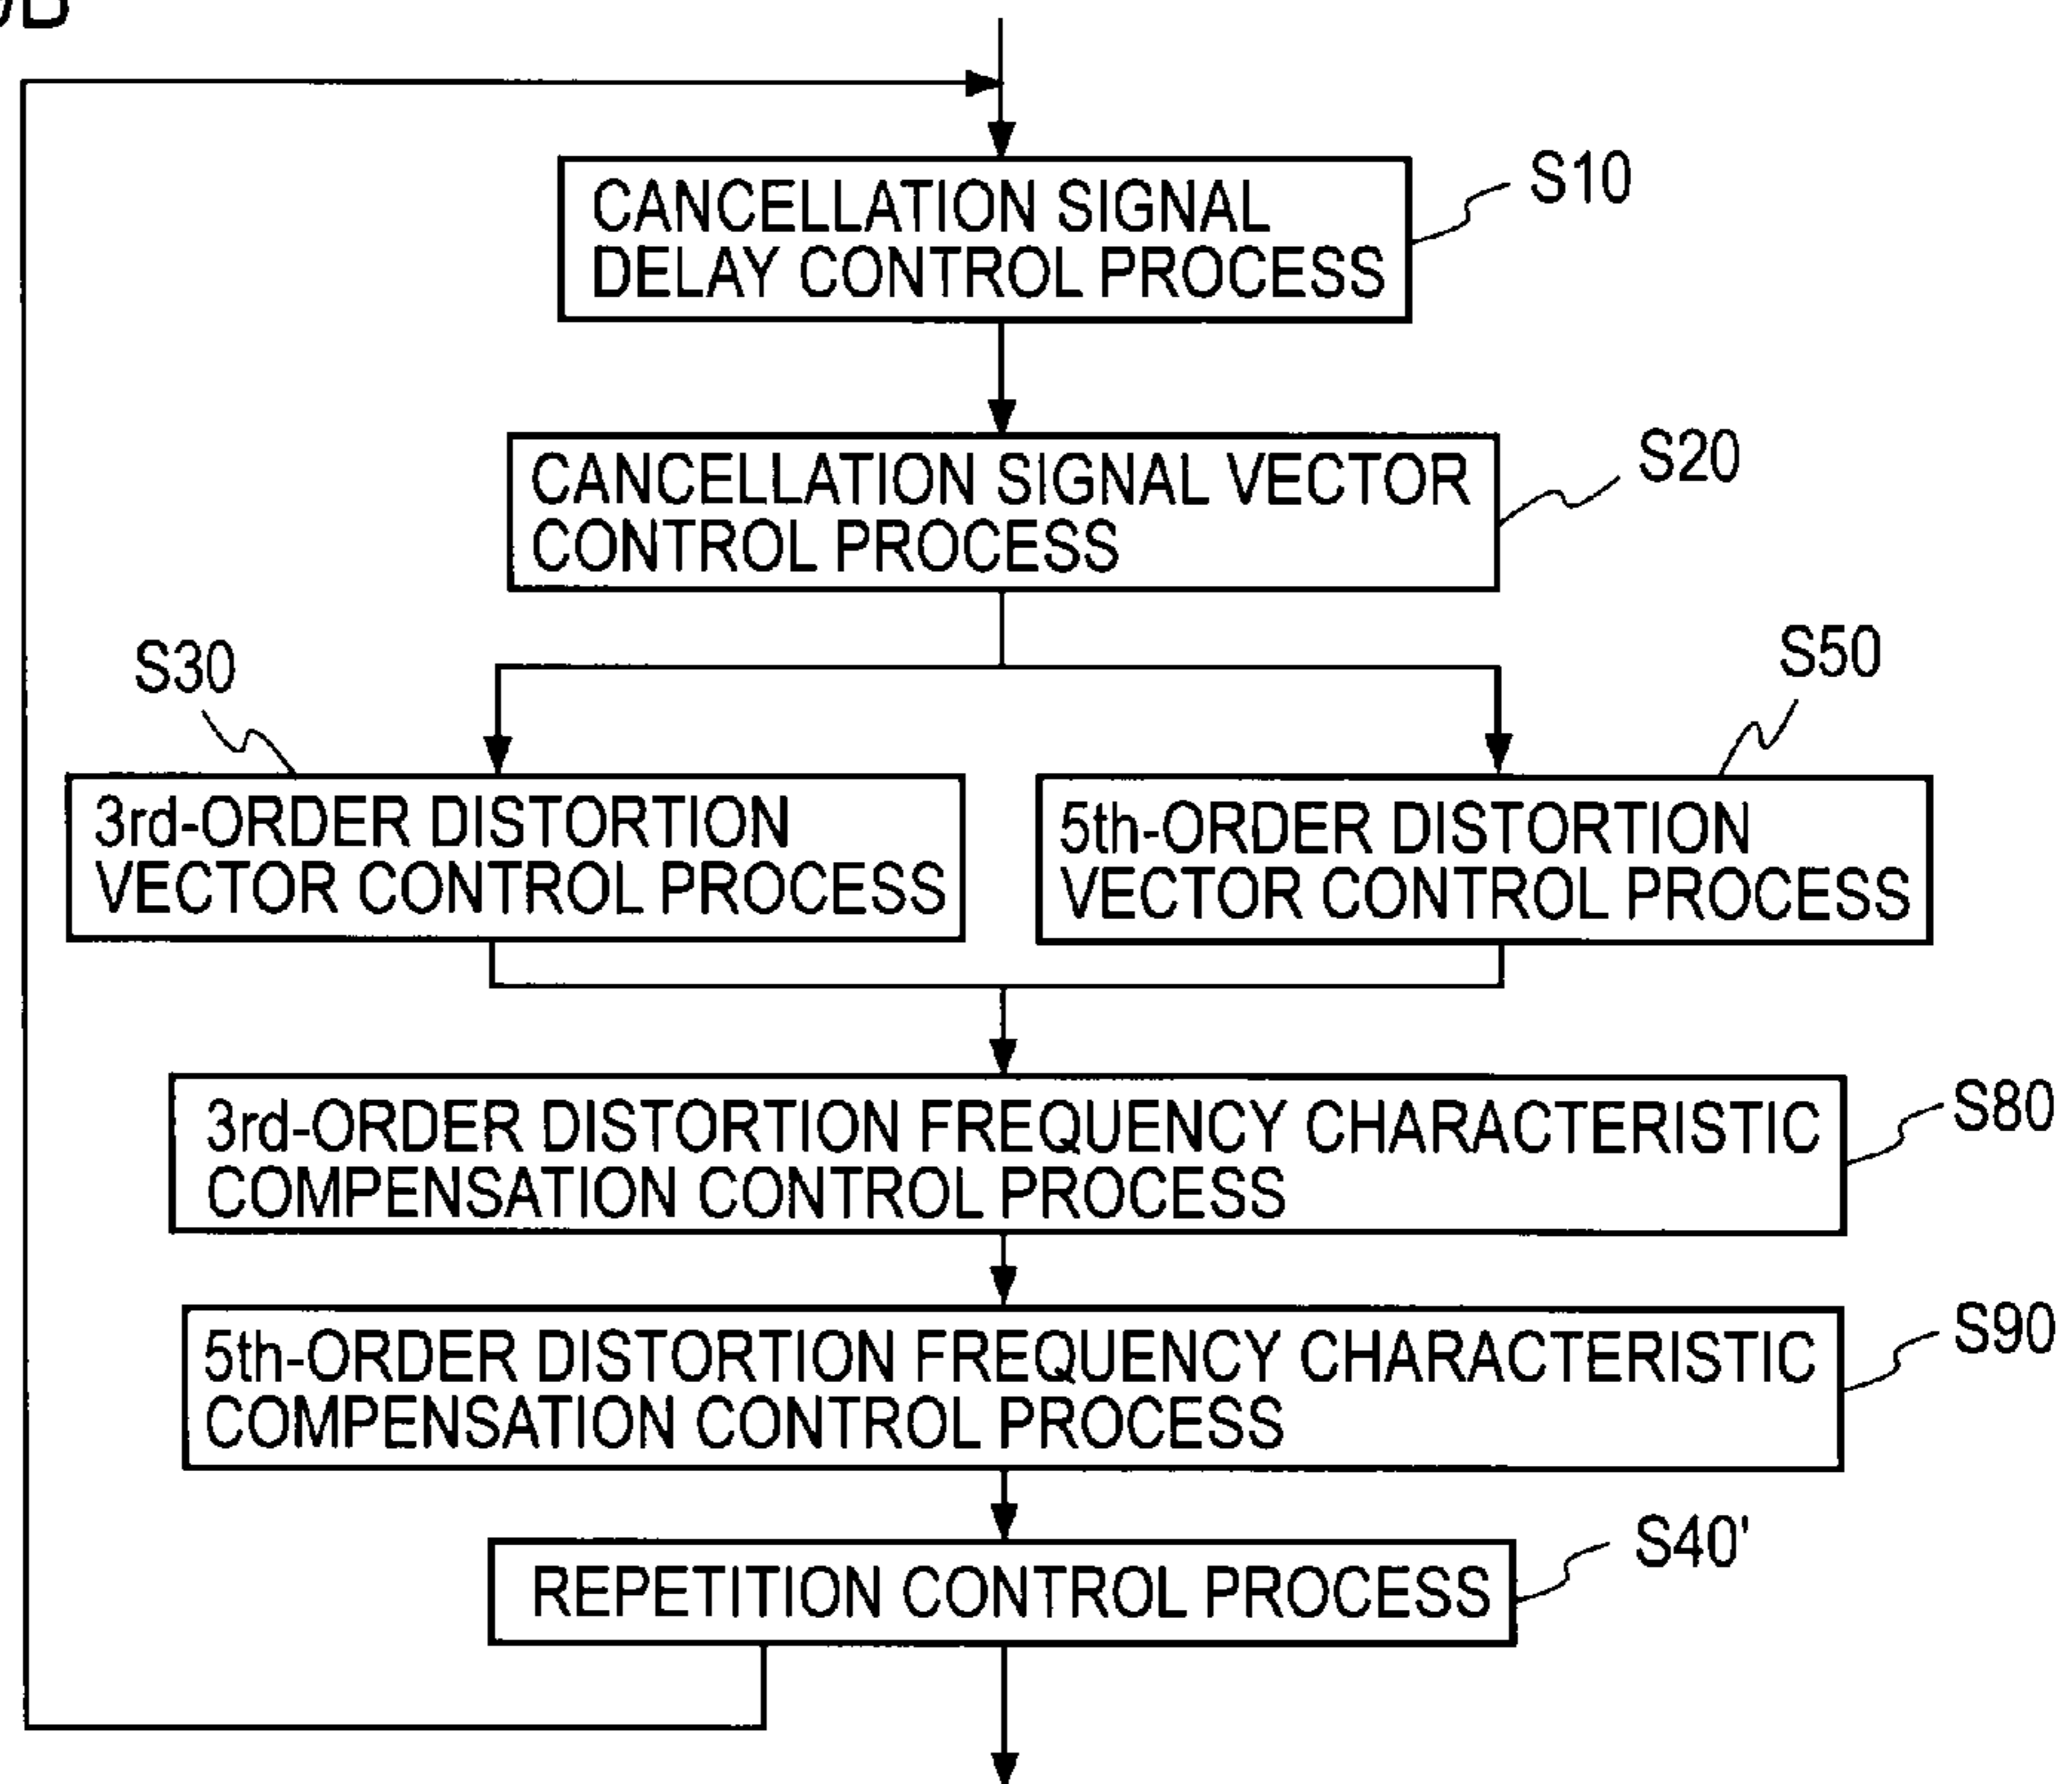 CANCELLATION SIGNAL
DELAY CONTROL PROCESS
S10
CANCELLATION SIGNAL VECTOR
CONTROL PROCESS
S20
S30
S50
3rd-ORDER DISTORTION
VECTOR CONTROL PROCESS
5th-ORDER DISTORTION
VECTOR CONTROL PROCESS
3rd-ORDER DISTORTION FREQUENCY CHARACTERISTIC
COMPENSATION CONTROL PROCESS
S80
5th-ORDER DISTORTION FREQUENCY CHARACTERISTIC
COMPENSATION CONTROL PROCESS
S90
REPETITION CONTROL PROCESS
S40'